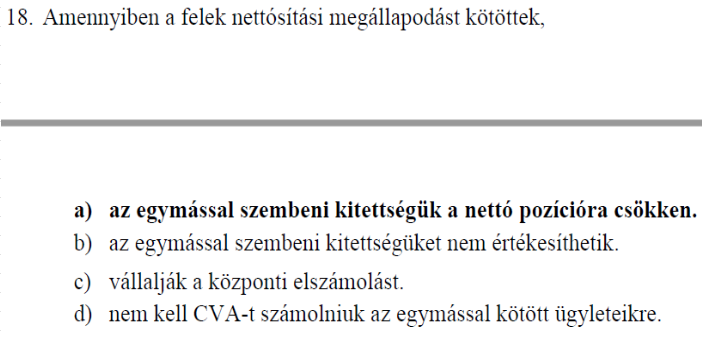 18. Amennyiben a felek nettósítási megállapodást kötöttek,
a) az egymással szembeni kitettségük a nettó pozícióra csökken.
b) az egymással szembeni kitettségüket nem értékesíthetik.
c) vállalják a központi elszámolást.
d) nem kell CVA-t számolniuk az egymással kötött ügyleteikre.